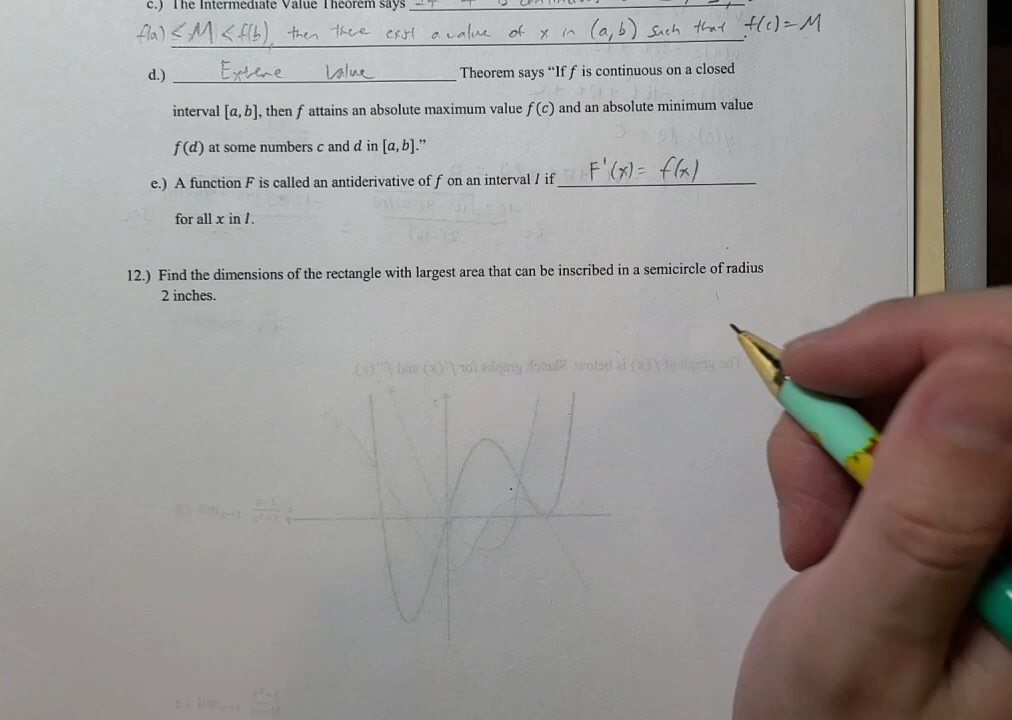 c.) The Intermediate Value Theorem says
f(a) < M < f(b), then there exist a value of x in (a, b) such that f(c) = M
d.) Extreme Value Theorem says “If f is continuous on a closed
interval [a, b], then f attains an absolute maximum value f(c) and an absolute minimum value
f(d) at some numbers c and d in [a, b].”
e.) A function F is called an antiderivative of f on an interval I if F'(x) = f(x)
for all x in I.
12.) Find the dimensions of the rectangle with largest area that can be inscribed in a semicircle of radius
2 inches.